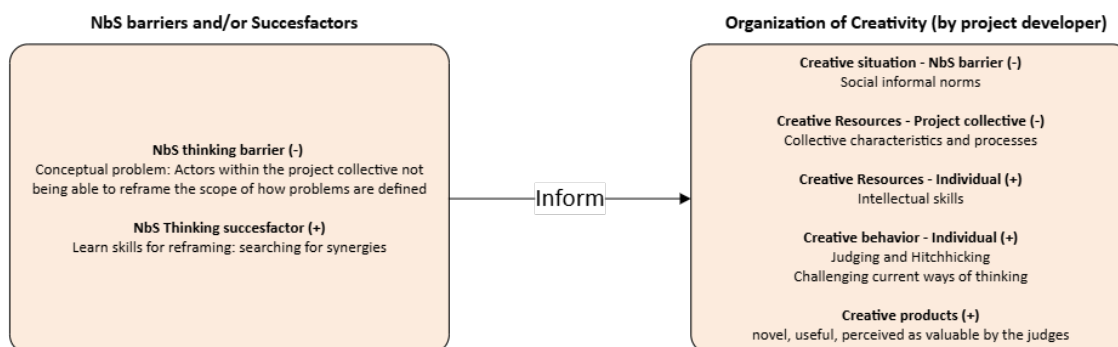 NbS barriers and/or Succesfactors
NbS thinking barrier (-)
Conceptual problem: Actors within the project collective not
being able to reframe the scope of how problems are defined
NbS Thinking succesfactor (+)
Learn skills for reframing: searching for synergies
Inform
Organization of Creativity (by project developer)
Creative situation - NbS barrier (-)
Social informal norms
Creative Resources - Project collective (-)
Collective characteristics and processes
Creative Resources - Individual (+)
Intellectual skills
Creative behavior - Individual (+)
Judging and Hitchhicking
Challenging current ways of thinking
Creative products (+)
novel, useful, perceived as valuable by the judges